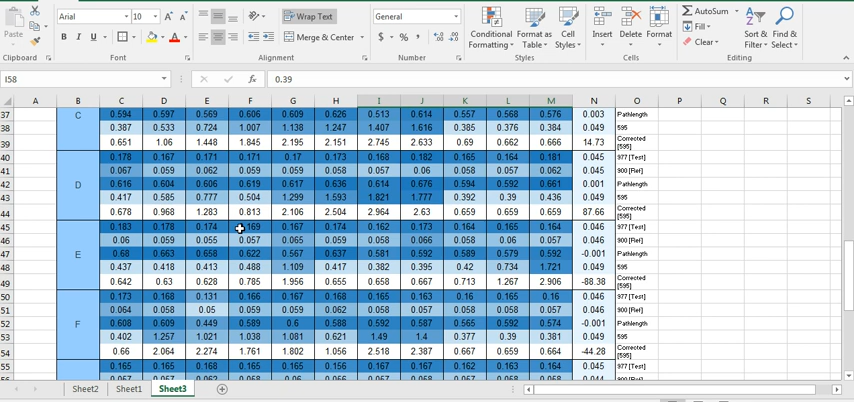 Formulas Data Review View
Arial 10 A A Wrap Text General AutoSum
Paste Fill
B I U A Merge & Center $ % , Conditional Formatting Format as Table Cell Styles Insert Delete Format Clear Sort & Filter Find & Select
Clipboard Font Alignment Number Styles Cells Editing
I58 fx 0.39
A B C D E F G H I J K L M N O P Q R S
37 C 0.594 0.597 0.569 0.606 0.609 0.626 0.513 0.614 0.557 0.568 0.576 0.003 Pathlength
38 0.387 0.533 0.724 1.007 1.138 1.247 1.407 1.616 0.385 0.376 0.384 0.049 595
39 0.651 1.06 1.448 1.845 2.195 2.151 2.745 2.633 0.69 0.662 0.666 14.73 Corrected [595]
40 0.178 0.167 0.171 0.171 0.17 0.173 0.168 0.182 0.165 0.164 0.181 0.045 977 [Test]
41 0.067 0.059 0.062 0.059 0.058 0.058 0.057 0.06 0.058 0.057 0.062 0.045 900 [Ref]
42 D 0.616 0.604 0.606 0.619 0.617 0.636 0.614 0.676 0.594 0.592 0.661 0.001 Pathlength
43 0.417 0.585 0.777 0.504 1.299 1.593 1.821 1.777 0.392 0.39 0.436 0.049 595
44 0.678 0.968 1.283 0.813 2.106 2.504 2.964 2.63 0.659 0.659 0.659 87.66 Corrected [595]
45 0.183 0.178 0.174 0.169 0.167 0.174 0.162 0.173 0.164 0.165 0.164 0.046 977 [Test]
46 0.06 0.059 0.055 0.057 0.065 0.059 0.058 0.066 0.058 0.06 0.057 0.046 900 [Ref]
47 E 0.68 0.663 0.658 0.622 0.567 0.637 0.581 0.592 0.589 0.579 0.592 -0.001 Pathlength
48 0.437 0.418 0.413 0.488 1.109 0.417 0.382 0.395 0.42 0.734 1.721 0.049 595
49 0.642 0.63 0.628 0.785 1.956 0.655 0.658 0.667 0.713 1.267 2.906 -88.38 Corrected [595]
50 0.173 0.168 0.131 0.166 0.167 0.168 0.165 0.163 0.16 0.165 0.16 0.046 977 [Test]
51 0.064 0.058 0.05 0.059 0.059 0.062 0.058 0.057 0.058 0.058 0.057 0.046 900 [Ref]
52 F 0.608 0.609 0.449 0.589 0.6 0.588 0.592 0.587 0.565 0.592 0.574 -0.001 Pathlength
53 0.402 1.257 1.021 1.038 1.081 0.621 1.49 1.4 0.377 0.39 0.381 0.049 595
54 0.66 2.064 2.274 1.761 1.802 1.056 2.518 2.387 0.667 0.659 0.664 -44.28 Corrected [595]
55 0.165 0.165 0.168 0.165 0.165 0.156 0.167 0.167 0.162 0.163 0.164 0.045 977 [Test]
Sheet2 Sheet1 Sheet3